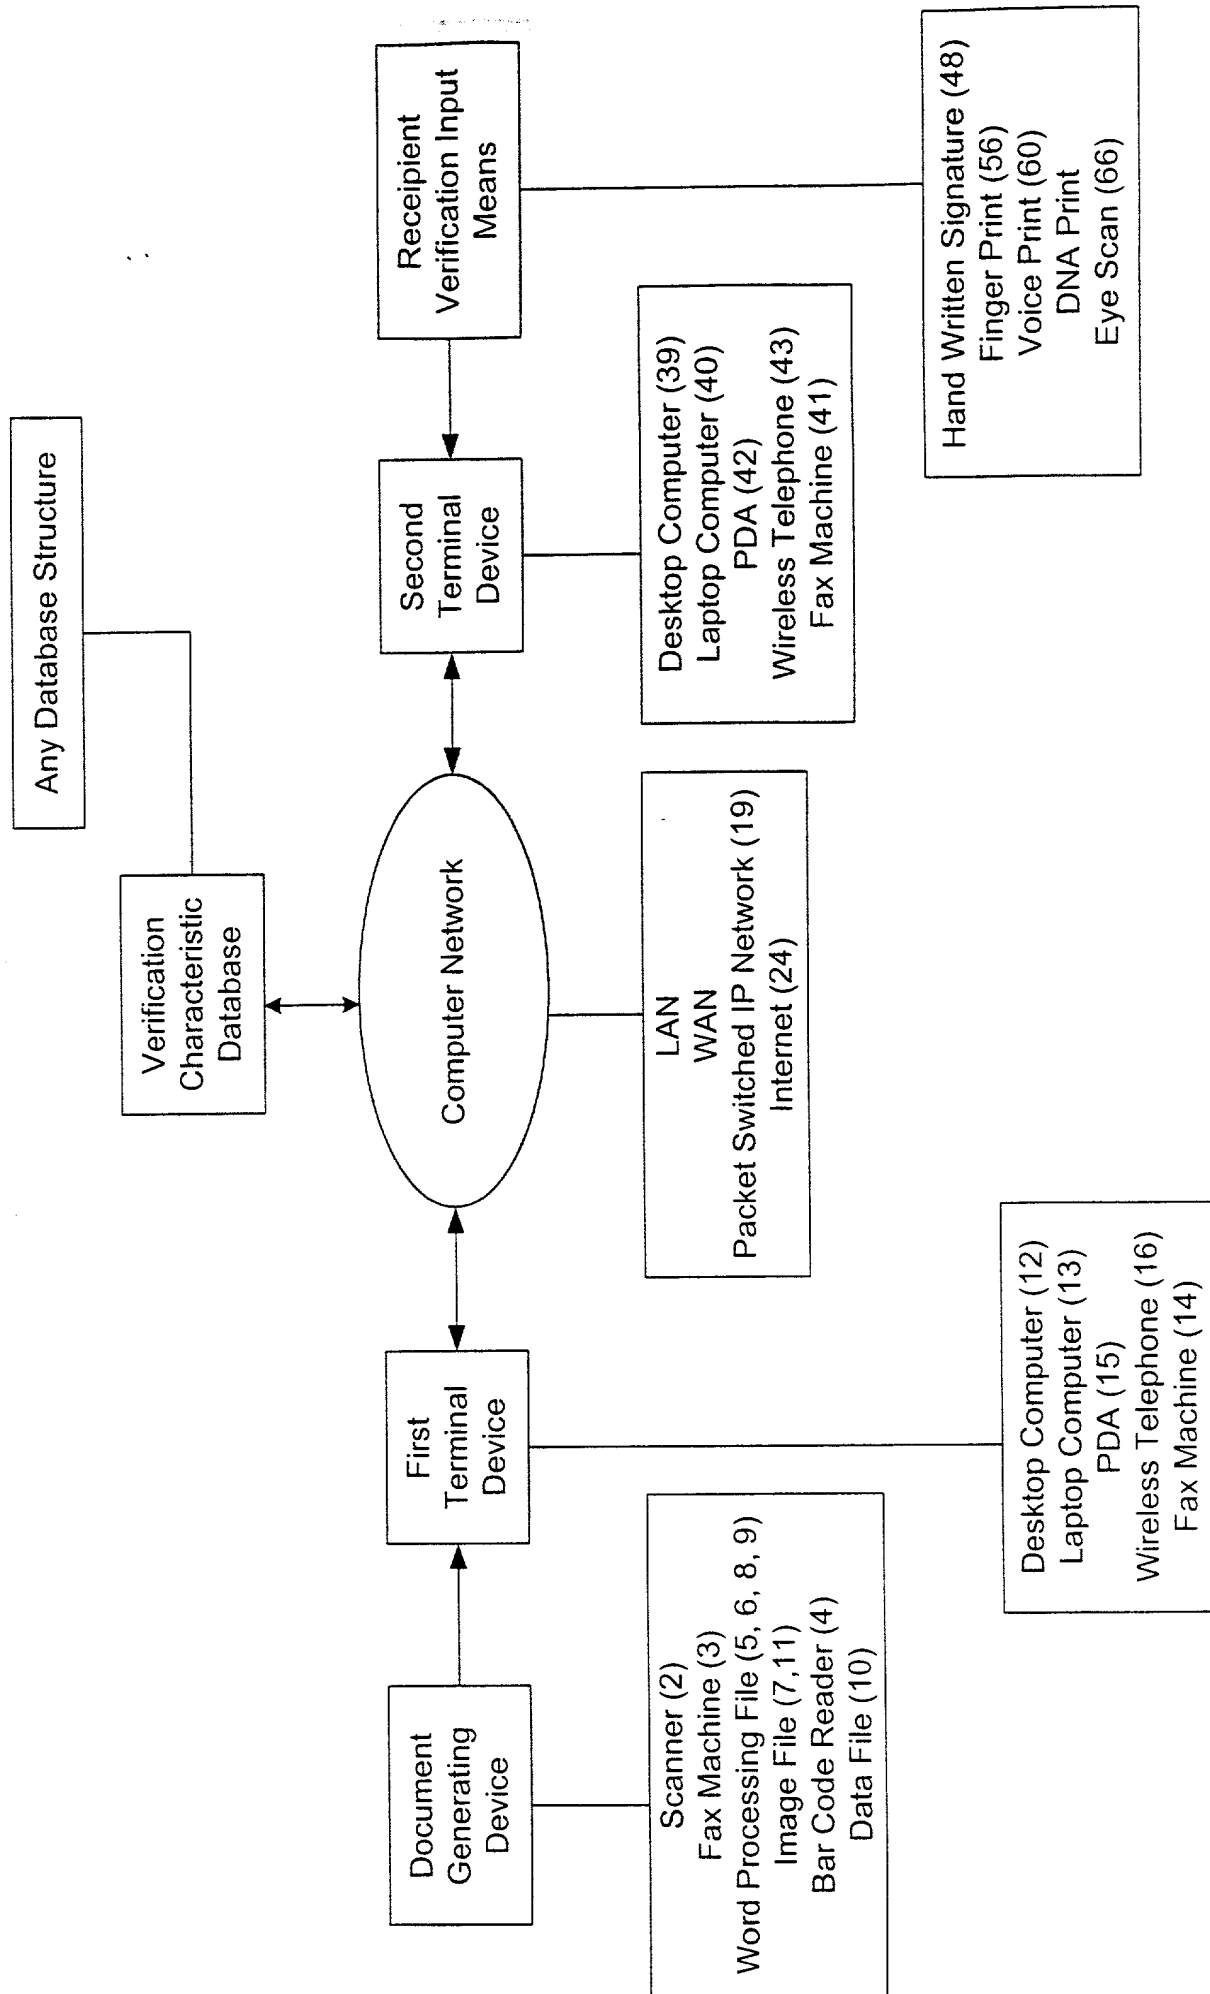 Any Database Structure
Verification
Characteristic
Database
Document
Generating
Device
First
Terminal
Device
Computer Network
Second
Terminal
Device
Receipient
Verification Input
Means
Scanner (2)
Fax Machine (3)
Word Processing File (5, 6, 8, 9)
Image File (7,11)
Bar Code Reader (4)
Data File (10)
LAN
WAN
Packet Switched IP Network (19)
Internet (24)
Desktop Computer (39)
Laptop Computer (40)
PDA (42)
Wireless Telephone (43)
Fax Machine (41)
Desktop Computer (12)
Laptop Computer (13)
PDA (15)
Wireless Telephone (16)
Fax Machine (14)
Hand Written Signature (48)
Finger Print (56)
Voice Print (60)
DNA Print
Eye Scan (66)